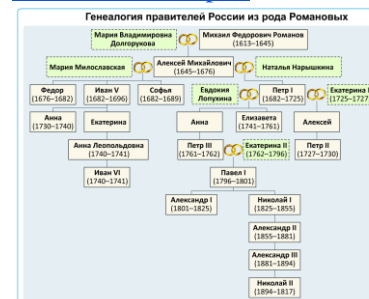 Генеалогия правителей России из рода Романовых
Мария Владимировна
Долгорукова
Михаил Федорович Романов
(1613–1645)
Мария Милославская
Алексей Михайлович
(1645–1676)
Наталья Нарышкина
Федор
(1676–1682)
Иван V
(1682–1696)
Софья
(1682–1689)
Евдокия
Лопухина
Петр I
(1682–1725)
Екатерина I
(1725–1727)
Анна
(1730–1740)
Екатерина
Анна
Елизавета
(1741–1761)
Алексей
Анна Леопольдовна
(1740–1741)
Петр III
(1761–1762)
Екатерина II
(1762–1796)
Петр II
(1727–1730)
Иван VI
(1740–1741)
Павел I
(1796–1801)
Александр I
(1801–1825)
Николай I
(1825–1855)
Александр II
(1855–1881)
Александр III
(1881–1894)
Николай II
(1894–1817)